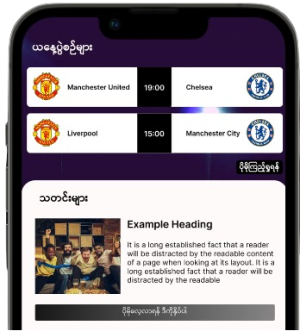 ယနေ့ပွဲစဉ်များ
Manchester United 19:00 Chelsea
Liverpool 15:00 Manchester City
ပိုမိုကြည့်ရှုရန်
သတင်းများ
Example Heading
It is a long established fact that a reader
will be distracted by the readable content
of a page when looking at its layout. It is a
long established fact that a reader will be
distracted by the readable
ပိုမိုလေ့လာရန် ဒီကိုနှိပ်ပါ